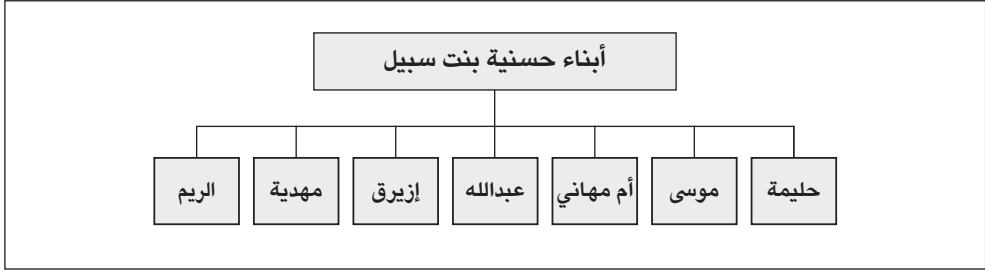 أبناء حسنية بنت سبيل
حليمة
موسى
أم مهاني
عبدالله
إزيرق
مهدية
الريم